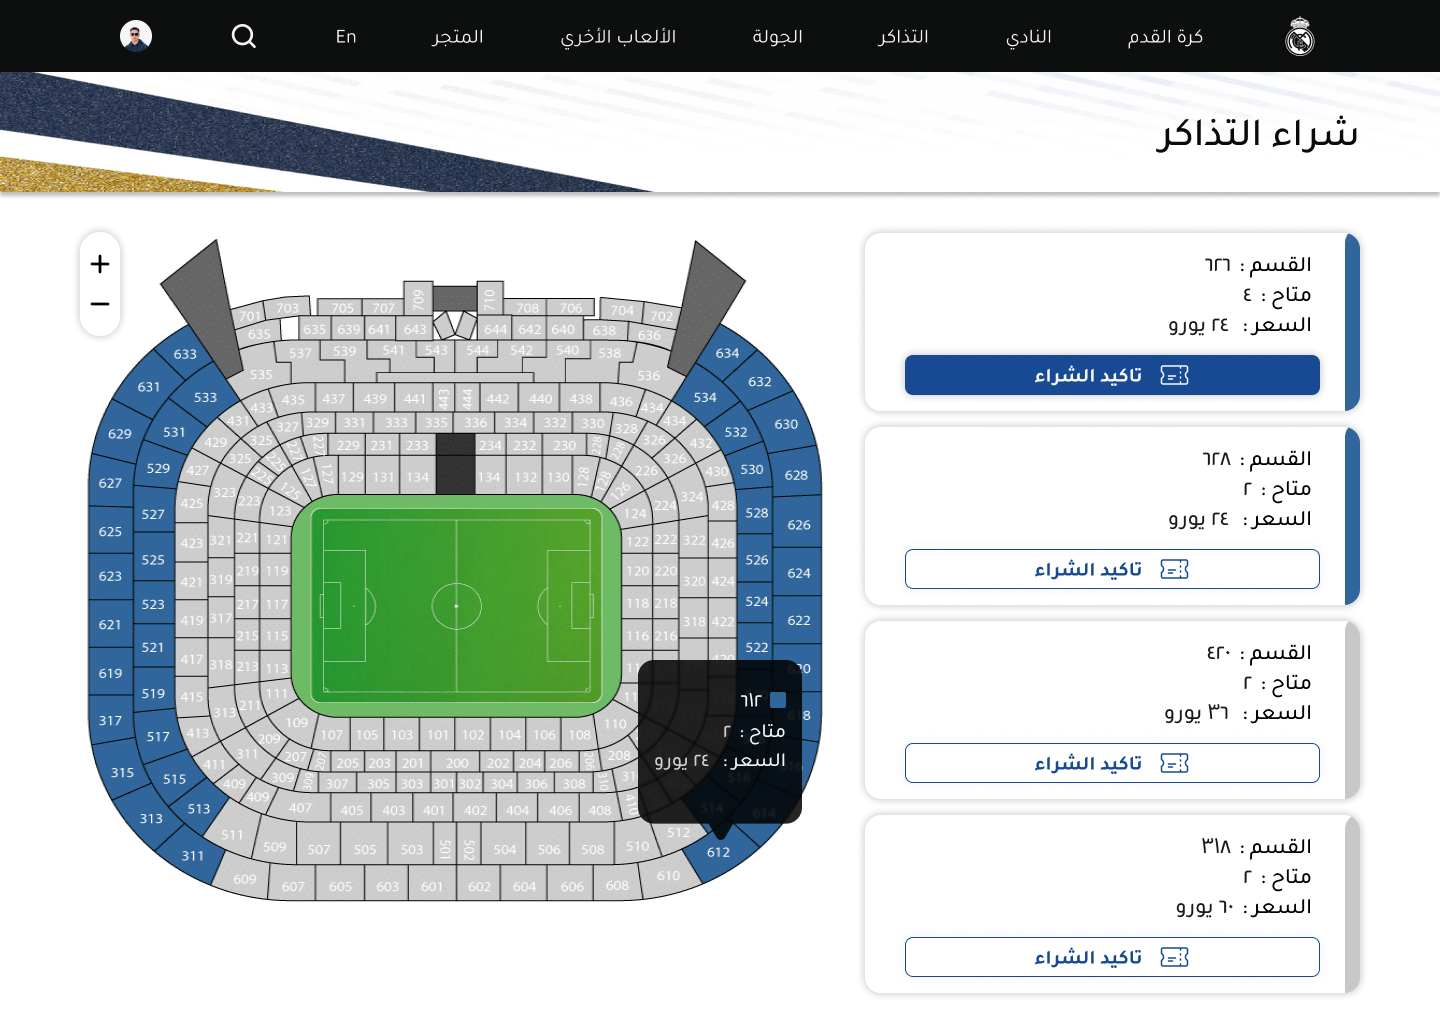 كرة القدم
النادي
التذاكر
الجولة
الألعاب الأخري
المتجر
En
شراء التذاكر
القسم : ٦٢٦
متاح : ٤
السعر : ٢٤ يورو
تاكيد الشراء
القسم : ٦٢٨
متاح : ٢
السعر : ٢٤ يورو
تاكيد الشراء
القسم : ٤٢٠
متاح : ٢
السعر : ٣٦ يورو
تاكيد الشراء
القسم : ٣١٨
متاح : ٢
السعر : ٦٠ يورو
تاكيد الشراء
701 703 705 707 709 710 708 706 704 702
635 635 639 641 643 644 642 640 638 636
537 539 541 543 544 542 540 538
535 536
633 634
631 632
533 534
629 630
531 532
627 529 530 628
433 435 437 439 441 443 444 442 440 438 436 434
431 327 329 331 333 335 336 334 332 330 328 434
429 325 229 231 233 234 232 230 228 326 432
427 325 127 129 131 134 134 132 130 128 226 326 430
425 323 223 125 126 224 324 428
123 124
625 527 528 626
423 321 221 121 122 222 322 426
525 526
623 421 319 219 119 120 220 320 424 624
523 524
217 117 118 218
621 419 317 318 422 622
215 115 116 216
521 522
619 417 318 213 113
519
415 313 211 111
317 517
413 109 110
107 105 103 101 102 104 106 108
315 515 411 311 209 207 205 203 201 200 202 204 206 208
409 309 307 305 303 301 302 304 306 308 310
313 513 409 407 405 403 401 402 404 406 408 410
514 614
311 511 509 507 505 503 501 502 504 506 508 510 512
612
609 607 605 603 601 602 604 606 608 610
٦١٢
متاح : ٢
السعر : ٢٤ يورو